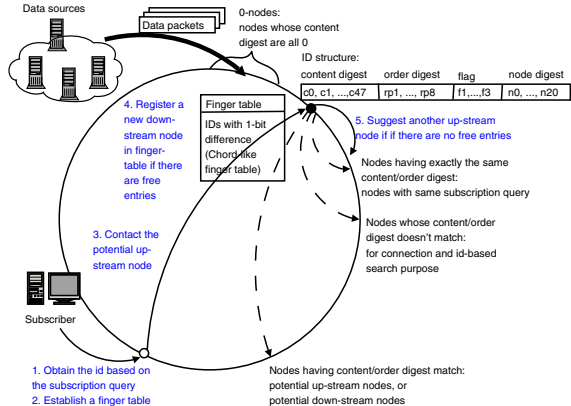 Data sources
Data packets
0-nodes:
nodes whose content
digest are all 0
ID structure:
content digest order digest flag node digest
c0, c1, ...,c47 rp1, ..., rp8 f1,...,f3 n0, ..., n20
4. Register a
new down-
stream node
in finger-
table if there
are free
entries
Finger table
IDs with 1-bit
difference
(Chord-like
finger table)
5. Suggest another up-stream
node if if there are no free entries
Nodes having exactly the same
content/order digest:
nodes with same subscription query
Nodes whose content/order
digest doesn't match:
for connection and id-based
search purpose
3. Contact the
potential up-
stream node
Subscriber
1. Obtain the id based on
the subscription query
2. Establish a finger table
Nodes having content/order digest match:
potential up-stream nodes, or
potential down-stream nodes